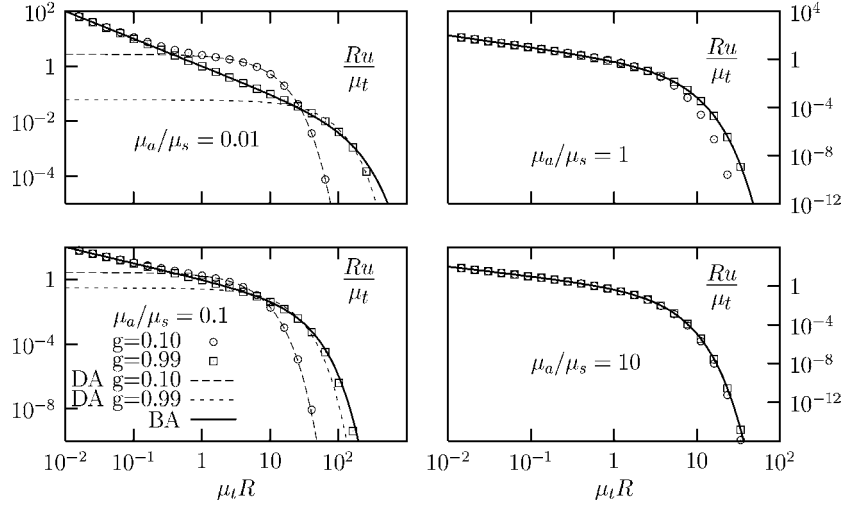 10^2
1
10^{-2}
10^{-4}
Ru
μ_t
μ_a/μ_s = 0.01
Ru
μ_t
μ_a/μ_s = 1
10^4
1
10^{-4}
10^{-8}
10^{-12}
1
10^{-4}
10^{-8}
Ru
μ_t
μ_a/μ_s = 0.1
g=0.10
g=0.99
DA g=0.10
DA g=0.99
BA
10^{-2} 10^{-1} 1 10 10^2
μ_t R
Ru
μ_t
μ_a/μ_s = 10
1
10^{-4}
10^{-8}
10^{-12}
10^{-2} 10^{-1} 1 10 10^2
μ_t R